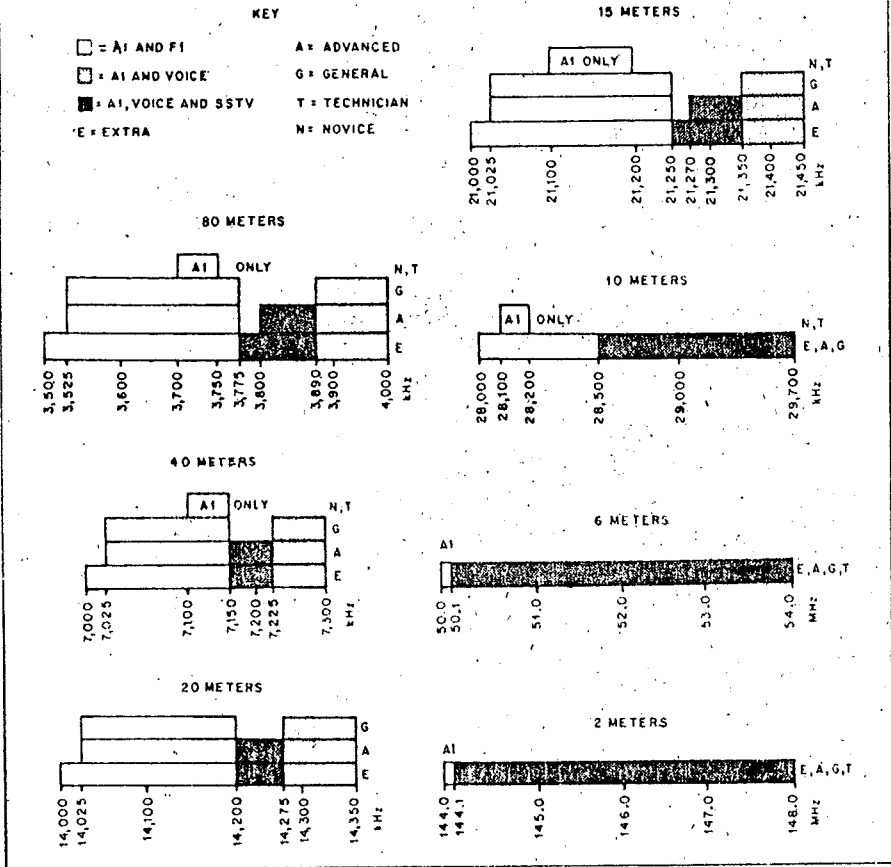 KEY
= A1 AND F1
= A1 AND VOICE
= A1, VOICE AND SSTV
E = EXTRA
A = ADVANCED
G = GENERAL
T = TECHNICIAN
N = NOVICE
15 METERS
A1 ONLY
N,T
G
A
E
21,000
21,025
21,100
21,200
21,250
21,270
21,300
21,350
21,400
21,450
kHz
80 METERS
A1 ONLY
N,T
G
A
E
3,500
3,525
3,600
3,700
3,750
3,775
3,800
3,890
3,900
4,000
kHz
10 METERS
A1 ONLY
N,T
E,A,G
28,000
28,100
28,200
28,500
29,000
29,700
kHz
40 METERS
A1 ONLY
N,T
G
A
E
7,000
7,025
7,100
7,150
7,200
7,225
7,300
kHz
6 METERS
A1
E,A,G,T
50.0
50.1
51.0
52.0
53.0
54.0
MHz
20 METERS
G
A
E
14,000
14,025
14,100
14,200
14,275
14,300
14,350
kHz
2 METERS
A1
E,A,G,T
144.0
144.1
145.0
146.0
147.0
148.0
MHz